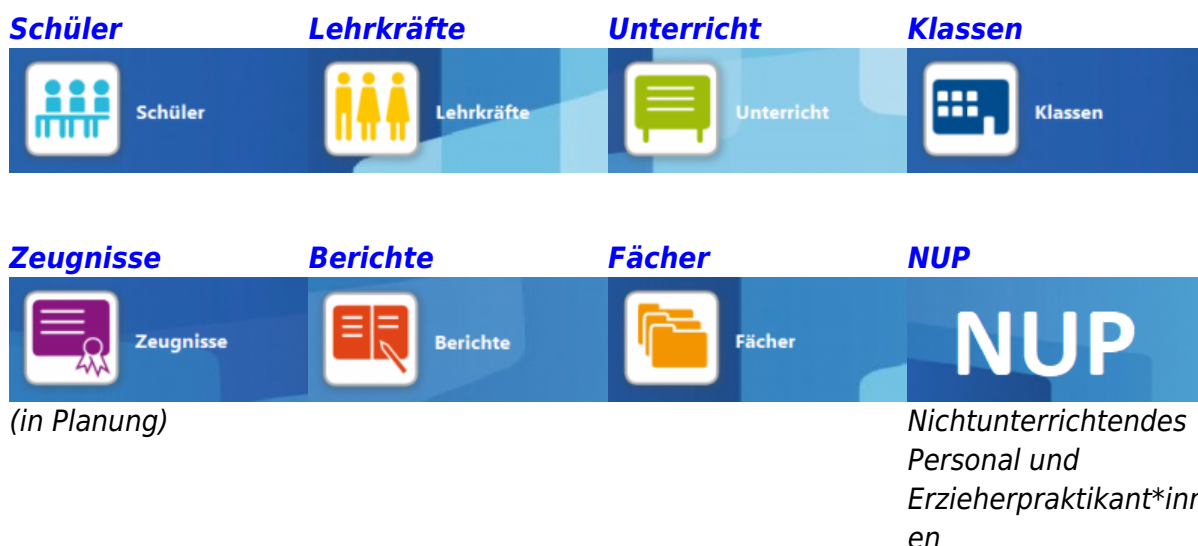 Schüler Lehrkräfte Unterricht Klassen
Schüler Lehrkräfte Unterricht Klassen
Zeugnisse Berichte Fächer NUP
Zeugnisse Berichte Fächer NUP
(in Planung) Nichtunterrichtendes
Personal und
Erzieherpraktikant*inn
en